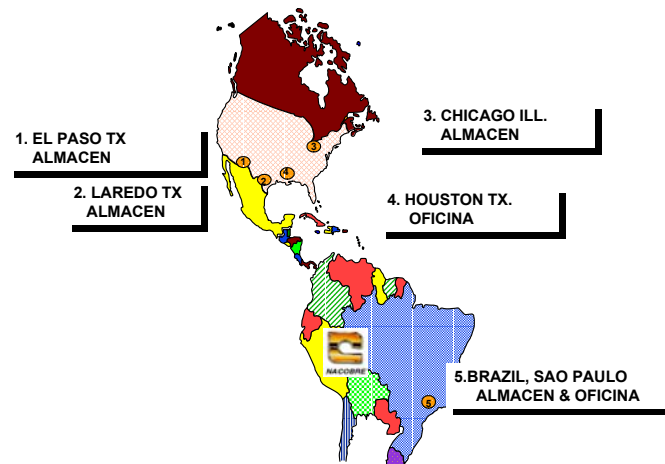 1. EL PASO TX
ALMACEN
2. LAREDO TX
ALMACEN
3. CHICAGO ILL.
ALMACEN
4. HOUSTON TX.
OFICINA
5.BRAZIL, SAO PAULO
ALMACEN & OFICINA
1
2
3
4
5
NACOBRE